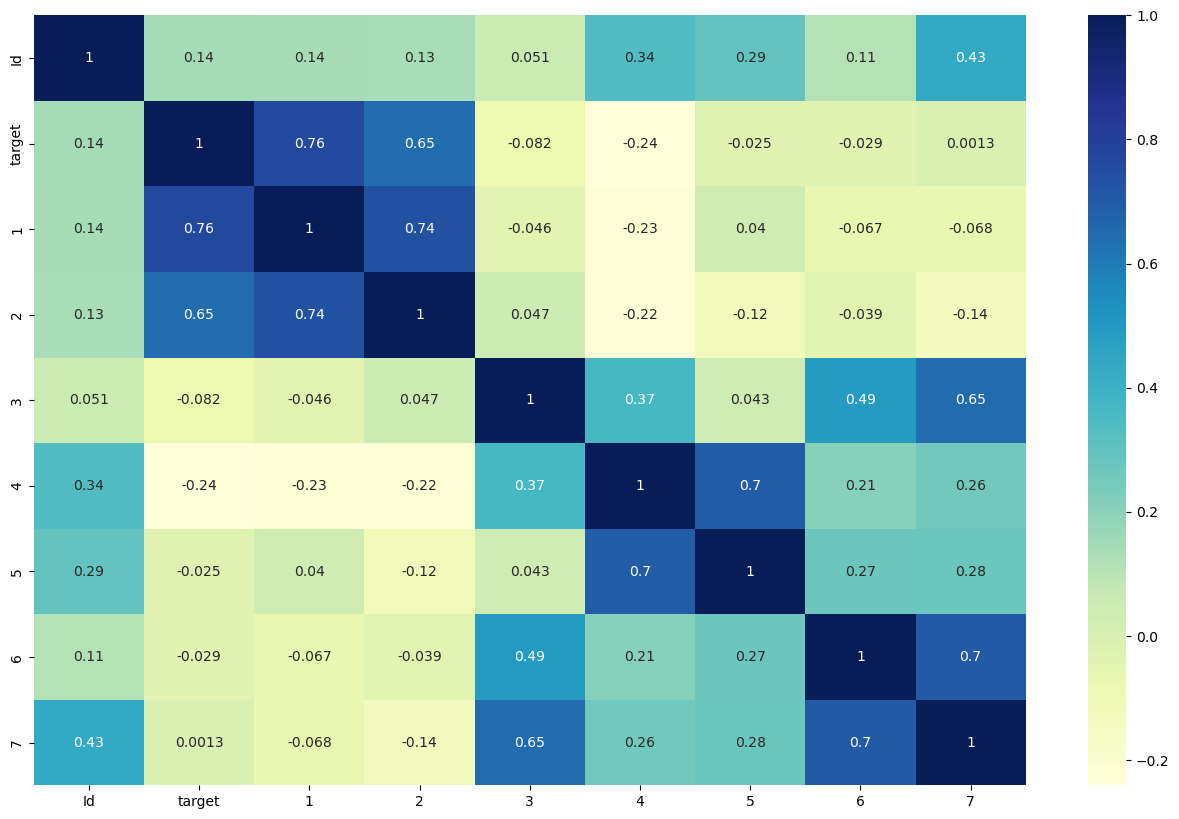 Id 1 0.14 0.14 0.13 0.051 0.34 0.29 0.11 0.43
target 0.14 1 0.76 0.65 -0.082 -0.24 -0.025 -0.029 0.0013
1 0.14 0.76 1 0.74 -0.046 -0.23 0.04 -0.067 -0.068
2 0.13 0.65 0.74 1 0.047 -0.22 -0.12 -0.039 -0.14
3 0.051 -0.082 -0.046 0.047 1 0.37 0.043 0.49 0.65
4 0.34 -0.24 -0.23 -0.22 0.37 1 0.7 0.21 0.26
5 0.29 -0.025 0.04 -0.12 0.043 0.7 1 0.27 0.28
6 0.11 -0.029 -0.067 -0.039 0.49 0.21 0.27 1 0.7
7 0.43 0.0013 -0.068 -0.14 0.65 0.26 0.28 0.7 1
Id target 1 2 3 4 5 6 7
1.0
0.8
0.6
0.4
0.2
0.0
−0.2